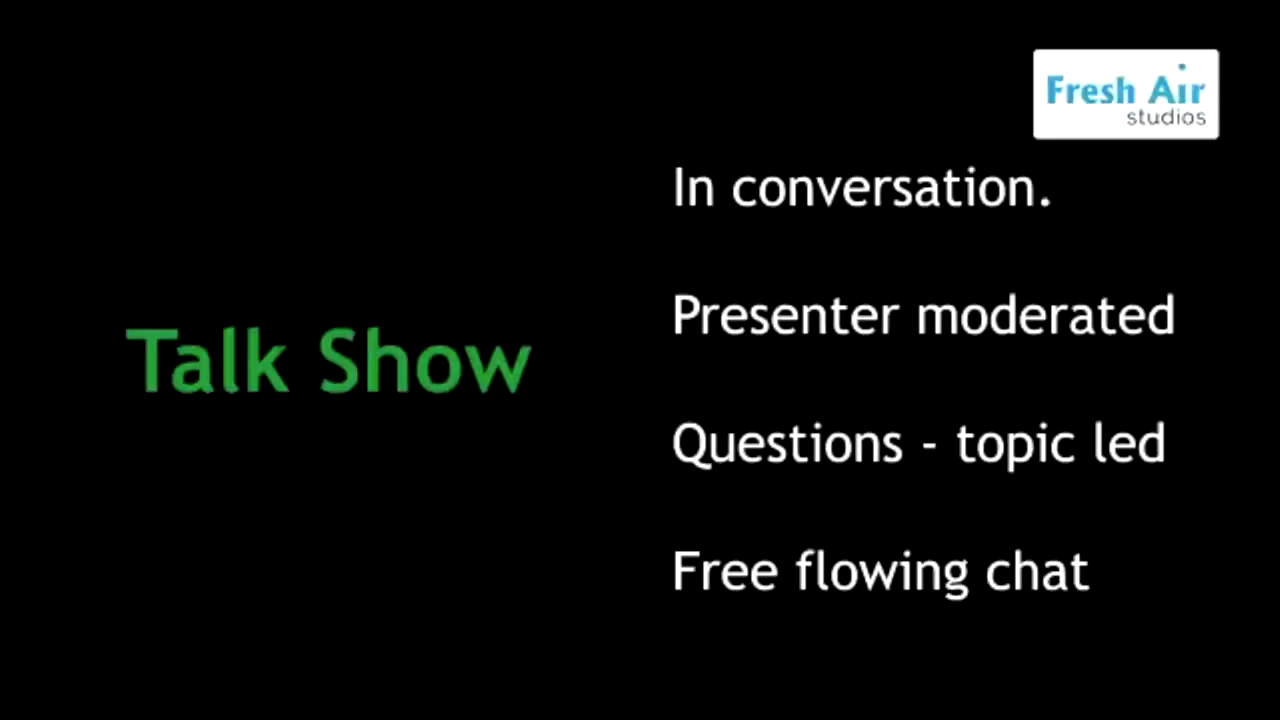 Fresh Air
studios
In conversation.
Presenter moderated
Talk Show
Questions - topic led
Free flowing chat